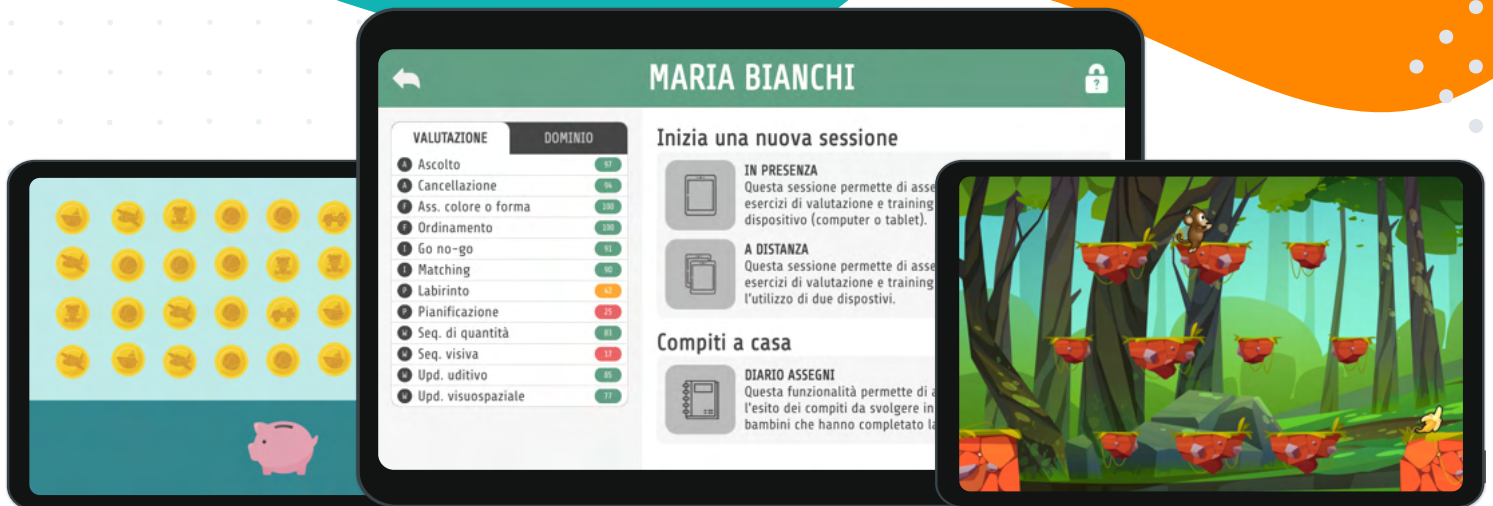 MARIA BIANCHI
?
VALUTAZIONE DOMINIO
A Ascolto 97
A Cancellazione 94
F Ass. colore o forma 100
F Ordinamento 100
I Go no-go 91
I Matching 90
P Labirinto 42
P Pianificazione 25
W Seq. di quantità 83
W Seq. visiva 37
W Upd. uditivo 85
W Upd. visuospaziale 77
Inizia una nuova sessione
IN PRESENZA
Questa sessione permette di asse
esercizi di valutazione e training
dispositivo (computer o tablet).
A DISTANZA
Questa sessione permette di asse
esercizi di valutazione e training
l'utilizzo di due dispostivi.
Compiti a casa
DIARIO ASSEGNI
Questa funzionalità permette di a
l'esito dei compiti da svolgere in
bambini che hanno completato la